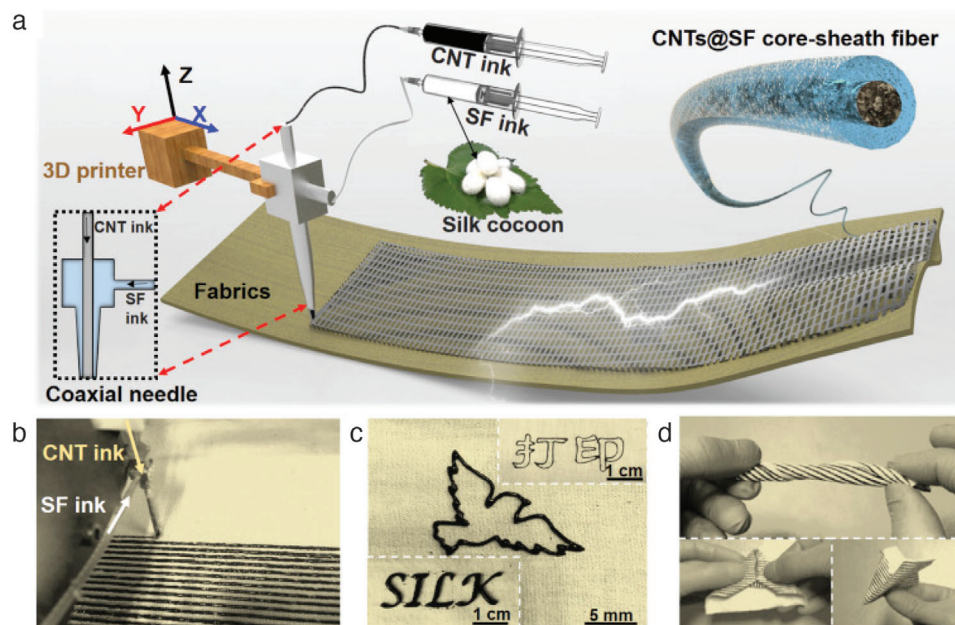 a
CNT ink
SF ink
CNTs@SF core-sheath fiber
Z
Y
X
3D printer
Silk cocoon
CNT ink
SF
ink
Fabrics
Coaxial needle
b
CNT ink
SF ink
c
打印
1 cm
SILK
1 cm
5 mm
d